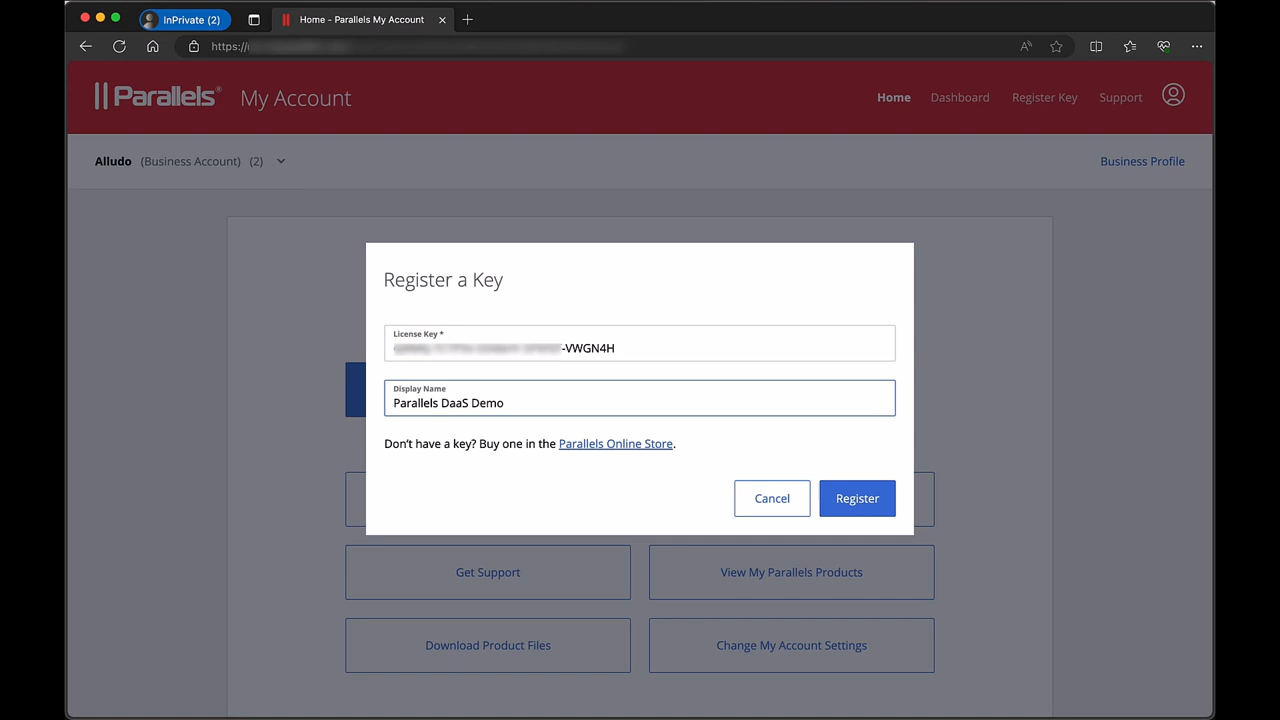 InPrivate (2)
Home - Parallels My Account
https://
Parallels® My Account
Home Dashboard Register Key Support
Alludo (Business Account) (2)
Business Profile
Register a Key
License Key *
-VWGN4H
Display Name
Parallels DaaS Demo
Don't have a key? Buy one in the Parallels Online Store.
Cancel Register
Get Support View My Parallels Products
Download Product Files Change My Account Settings